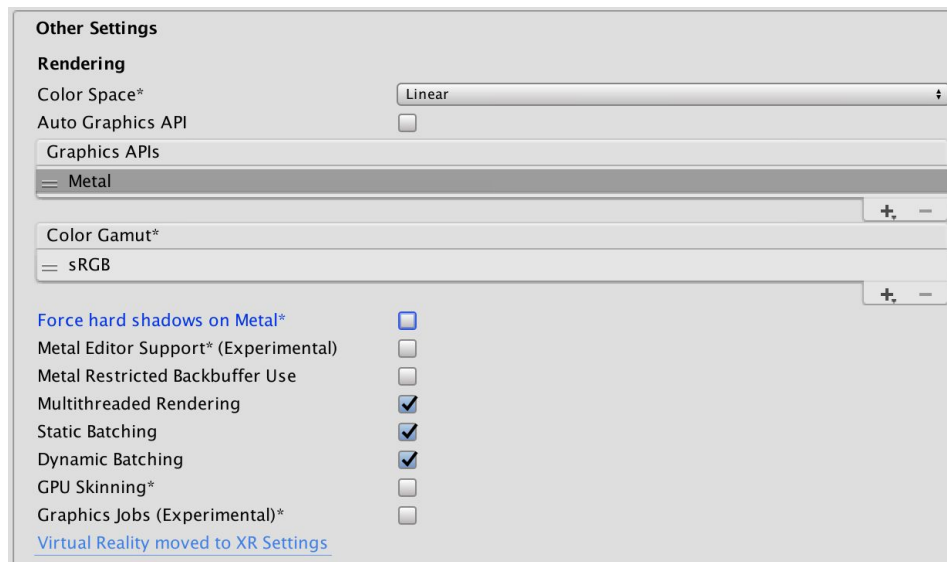 Other Settings
Rendering
Color Space* Linear
Auto Graphics API
Graphics APIs
Metal
Color Gamut*
sRGB
Force hard shadows on Metal*
Metal Editor Support* (Experimental)
Metal Restricted Backbuffer Use
Multithreaded Rendering
Static Batching
Dynamic Batching
GPU Skinning*
Graphics Jobs (Experimental)*
Virtual Reality moved to XR Settings